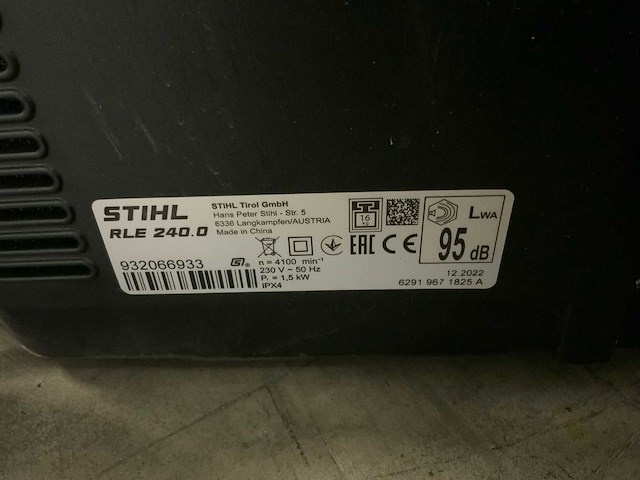 STIHL
RLE 240.0
932066933
STIHL Tirol GmbH
Hans Peter Stihl - Str. 5
6336 Langkampfen/AUSTRIA
Made in China
n = 4100 min⁻¹
230 V ~ 50 Hz
P. = 1,5 kW
IPX4
16
kg
EAC CE
LWA
95 dB
12.2022
6291 967 1825 A